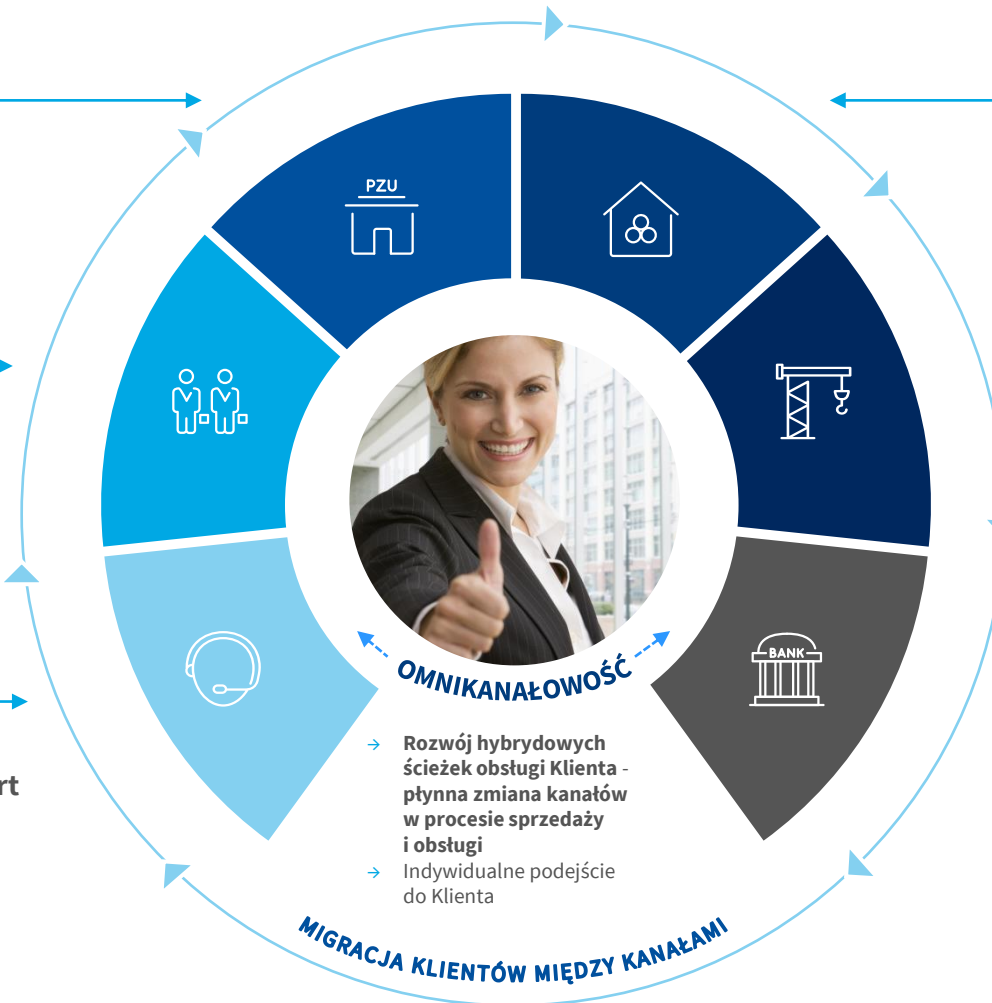 PZU
BANK
OMNIKANAŁOWOŚĆ
→ Rozwój hybrydowych
ścieżek obsługi Klienta -
płynna zmiana kanałów
w procesie sprzedaży
i obsługi
→ Indywidualne podejście
do Klienta
rt
MIGRACJA KLIENTÓW MIĘDZY KANAŁAMI